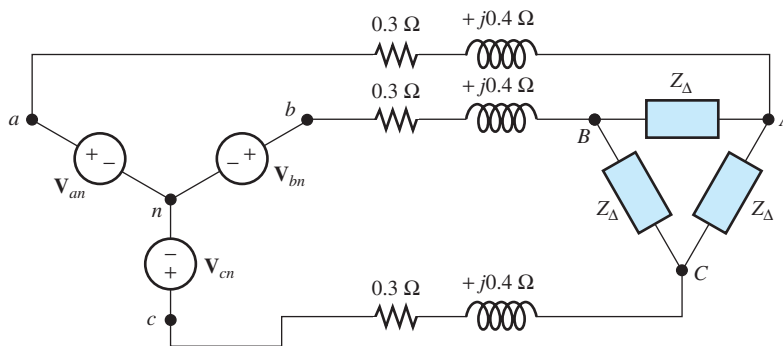 0.3 Ω
+j0.4 Ω
0.3 Ω
+j0.4 Ω
Z_Δ
a
b
B
A
+ −
− +
V_an
n
V_bn
Z_Δ
Z_Δ
−
+
V_cn
C
0.3 Ω
+j0.4 Ω
c